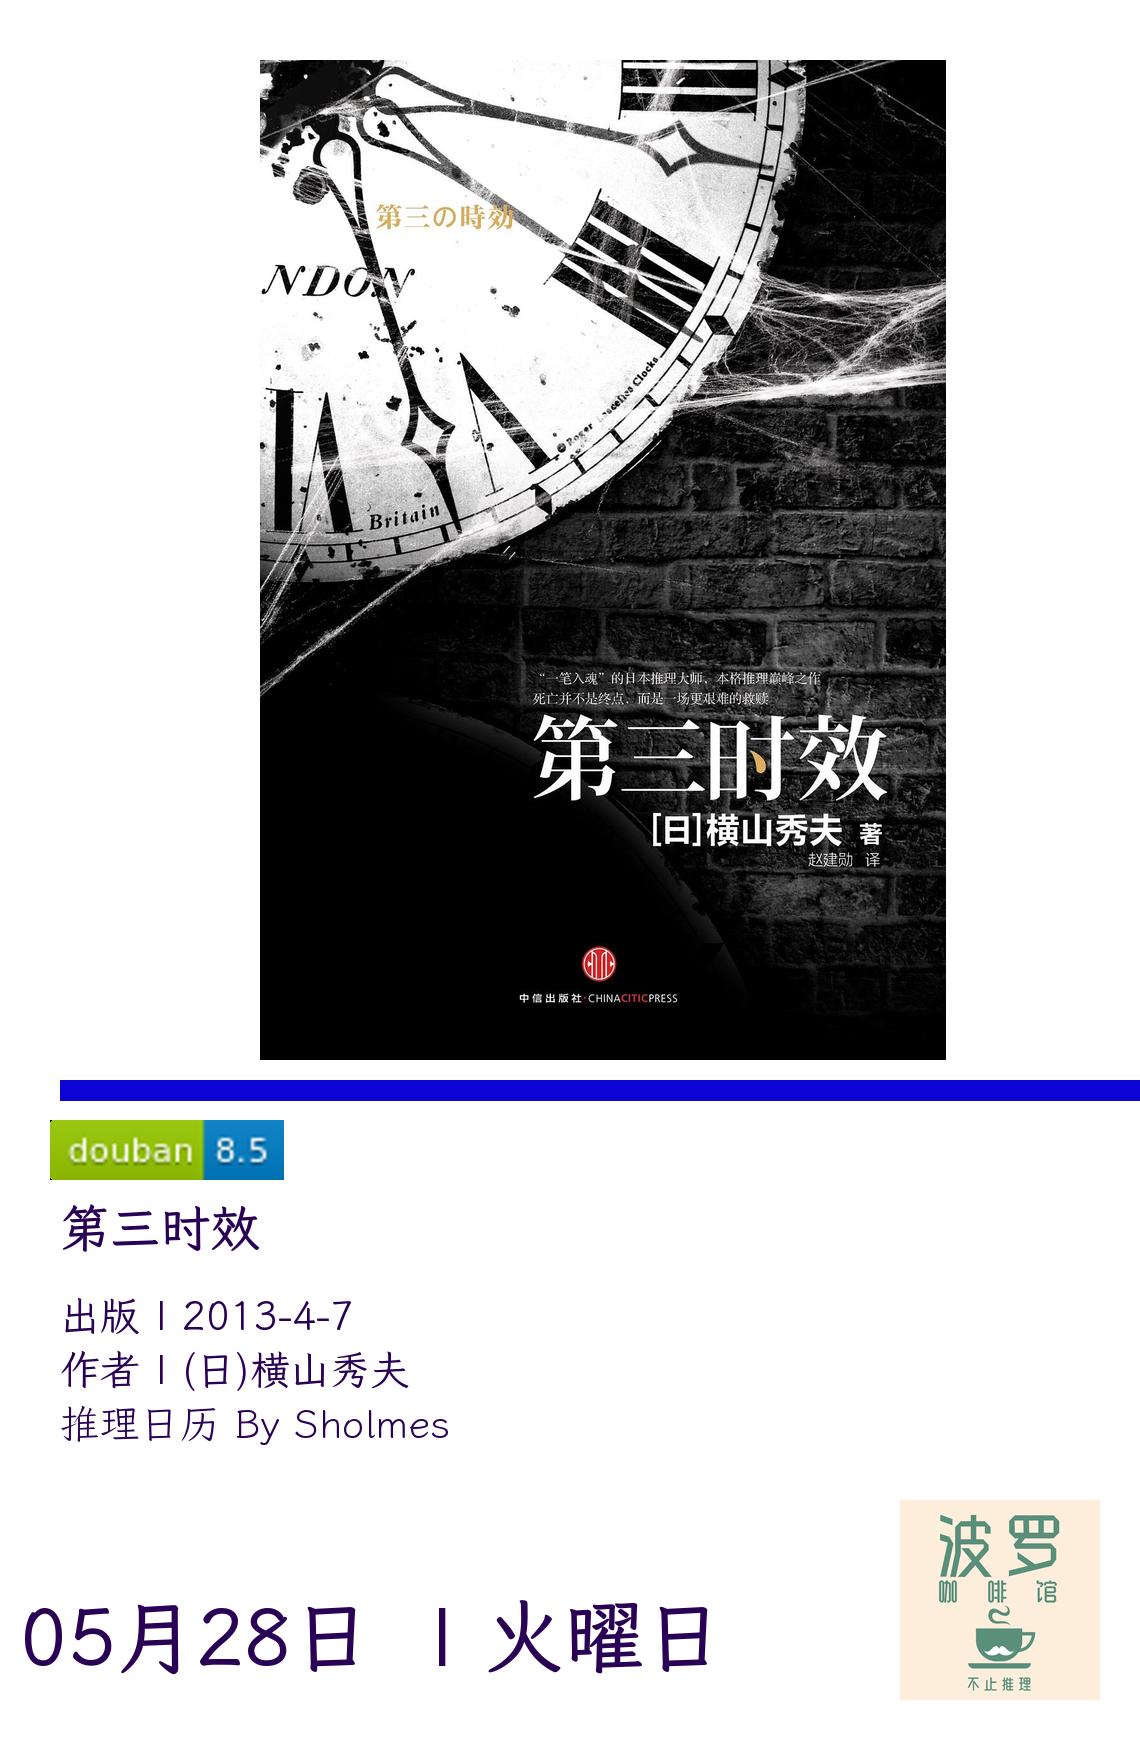 第三の時効
NDON
Clocks
Britain
“一笔入魂”的日本推理大师，本格推理巅峰之作
死亡并不是终点，而是一场更艰难的救赎
第三时效
[日]横山秀夫 著
赵建勋 译
中信出版社·CHINACITICPRESS
douban 8.5
第三时效
出版 | 2013-4-7
作者 | (日)横山秀夫
推理日历 By Sholmes
05月28日 | 火曜日
波罗
咖啡馆
不止推理